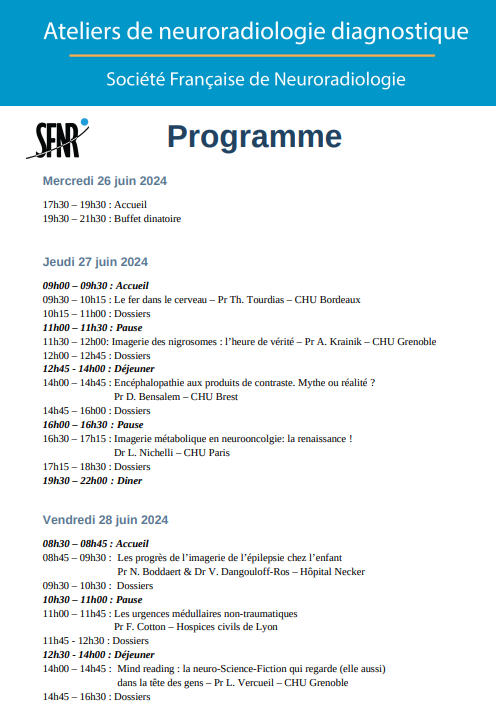 Ateliers de neuroradiologie diagnostique
Société Française de Neuroradiologie
SFNR
Programme
Mercredi 26 juin 2024
17h30 – 19h30 : Accueil
19h30 – 21h30 : Buffet dinatoire
Jeudi 27 juin 2024
09h00 – 09h30 : Accueil
09h30 – 10h15 : Le fer dans le cerveau – Pr Th. Tourdias – CHU Bordeaux
10h15 – 11h00 : Dossiers
11h00 – 11h30 : Pause
11h30 – 12h00: Imagerie des nigrosomes : l’heure de vérité – Pr A. Krainik – CHU Grenoble
12h00 – 12h45 : Dossiers
12h45 - 14h00 : Déjeuner
14h00 – 14h45 : Encéphalopathie aux produits de contraste. Mythe ou réalité ?
Pr D. Bensalem – CHU Brest
14h45 – 16h00 : Dossiers
16h00 – 16h30 : Pause
16h30 – 17h15 : Imagerie métabolique en neurooncolgie: la renaissance !
Dr L. Nichelli – CHU Paris
17h15 – 18h30 : Dossiers
19h30 – 22h00 : Diner
Vendredi 28 juin 2024
08h30 – 08h45 : Accueil
08h45 – 09h30 : Les progrès de l’imagerie de l’épilepsie chez l’enfant
Pr N. Boddaert & Dr V. Dangouloff-Ros – Hôpital Necker
09h30 – 10h30 : Dossiers
10h30 – 11h00 : Pause
11h00 – 11h45 : Les urgences médullaires non-traumatiques
Pr F. Cotton – Hospices civils de Lyon
11h45 - 12h30 : Dossiers
12h30 - 14h00 : Déjeuner
14h00 – 14h45 : Mind reading : la neuro-Science-Fiction qui regarde (elle aussi)
dans la tête des gens – Pr L. Vercueil – CHU Grenoble
14h45 – 16h30 : Dossiers